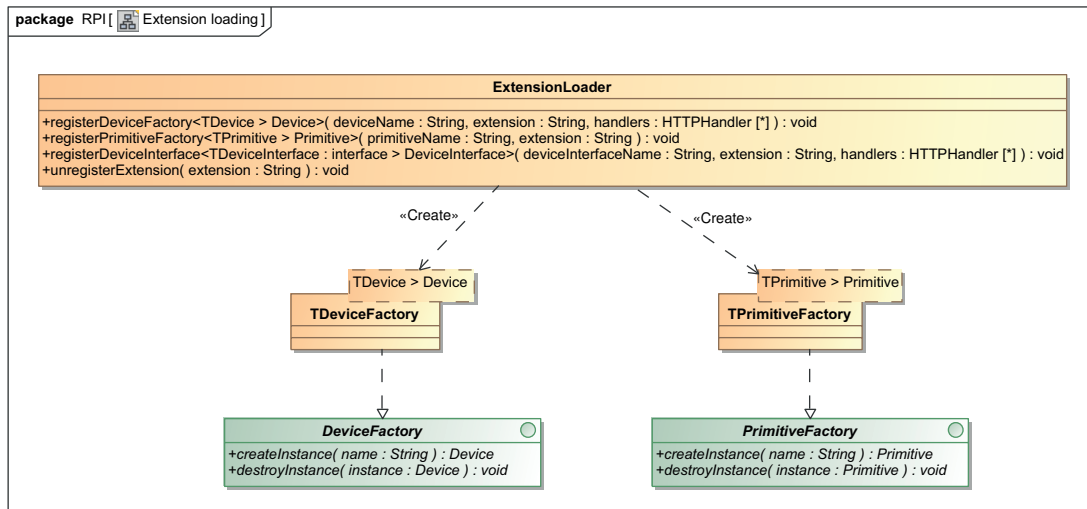 package RPI[ Extension loading ]
ExtensionLoader
+registerDeviceFactory<TDevice > Device>( deviceName : String, extension : String, handlers : HTTPHandler [*] ) : void
+registerPrimitiveFactory<TPrimitive > Primitive>( primitiveName : String, extension : String ) : void
+registerDeviceInterface<TDeviceInterface : interface > DeviceInterface>( deviceInterfaceName : String, extension : String, handlers : HTTPHandler [*] ) : void
+unregisterExtension( extension : String ) : void
«Create»
«Create»
TDevice > Device
TPrimitive > Primitive
TDeviceFactory
TPrimitiveFactory
DeviceFactory
+createInstance( name : String ) : Device
+destroyInstance( instance : Device ) : void
PrimitiveFactory
+createInstance( name : String ) : Primitive
+destroyInstance( instance : Primitive ) : void